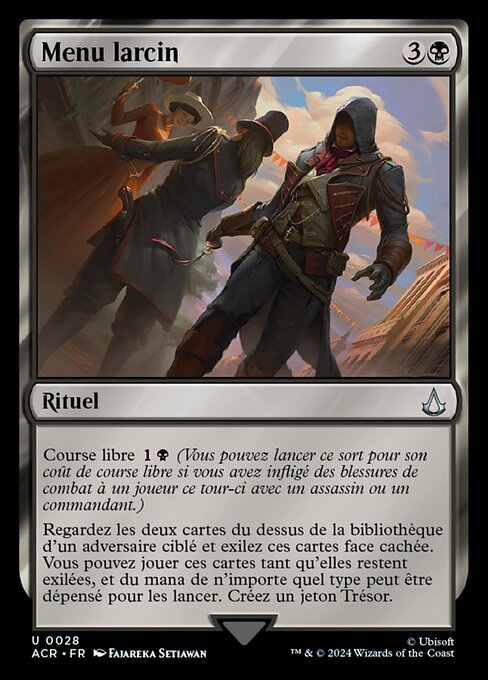 Menu larcin
3
Rituel
Course libre 1 (Vous pouvez lancer ce sort pour son
coût de course libre si vous avez infligé des blessures de
combat à un joueur ce tour-ci avec un assassin ou un
commandant.)
Regardez les deux cartes du dessus de la bibliothèque
d'un adversaire ciblé et exilez ces cartes face cachée.
Vous pouvez jouer ces cartes tant qu'elles restent
exilées, et du mana de n'importe quel type peut être
dépensé pour les lancer. Créez un jeton Trésor.
U 0028
ACR • FR Fajareka Setiawan
© Ubisoft
™ & © 2024 Wizards of the Coast